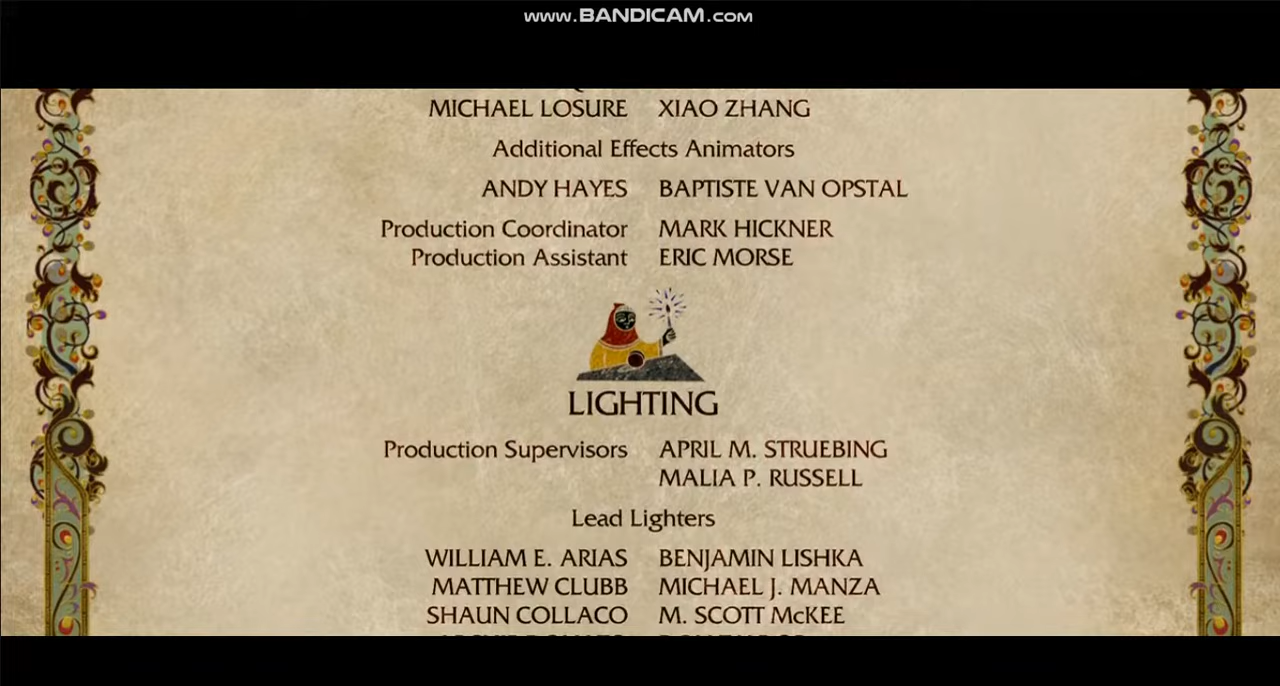 www.BANDICAM.com
MICHAEL LOSURE XIAO ZHANG
Additional Effects Animators
ANDY HAYES BAPTISTE VAN OPSTAL
Production Coordinator MARK HICKNER
Production Assistant ERIC MORSE
LIGHTING
Production Supervisors APRIL M. STRUEBING
MALIA P. RUSSELL
Lead Lighters
WILLIAM E. ARIAS BENJAMIN LISHKA
MATTHEW CLUBB MICHAEL J. MANZA
SHAUN COLLACO M. SCOTT McKEE